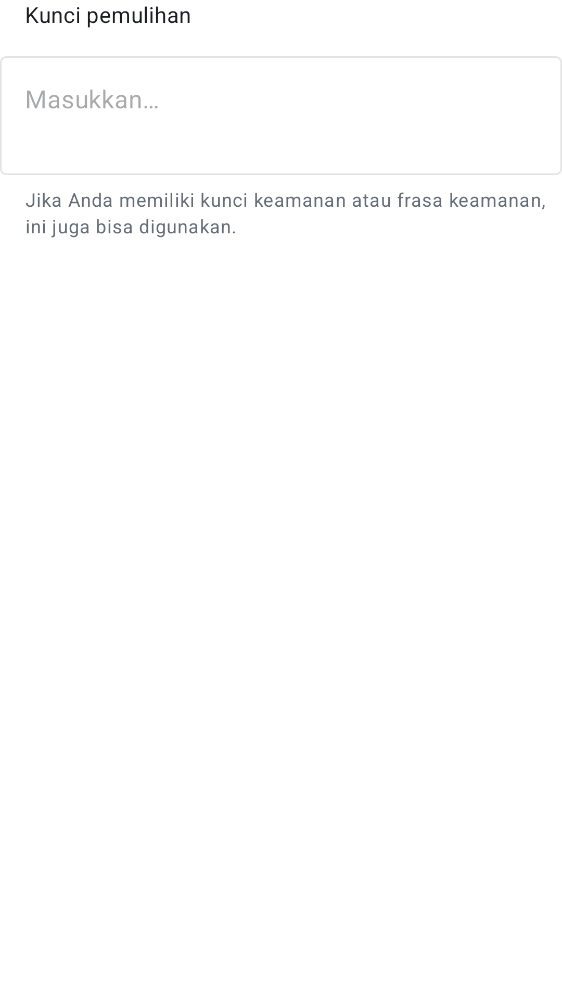 Kunci pemulihan
Masukkan…
Jika Anda memiliki kunci keamanan atau frasa keamanan,
ini juga bisa digunakan.